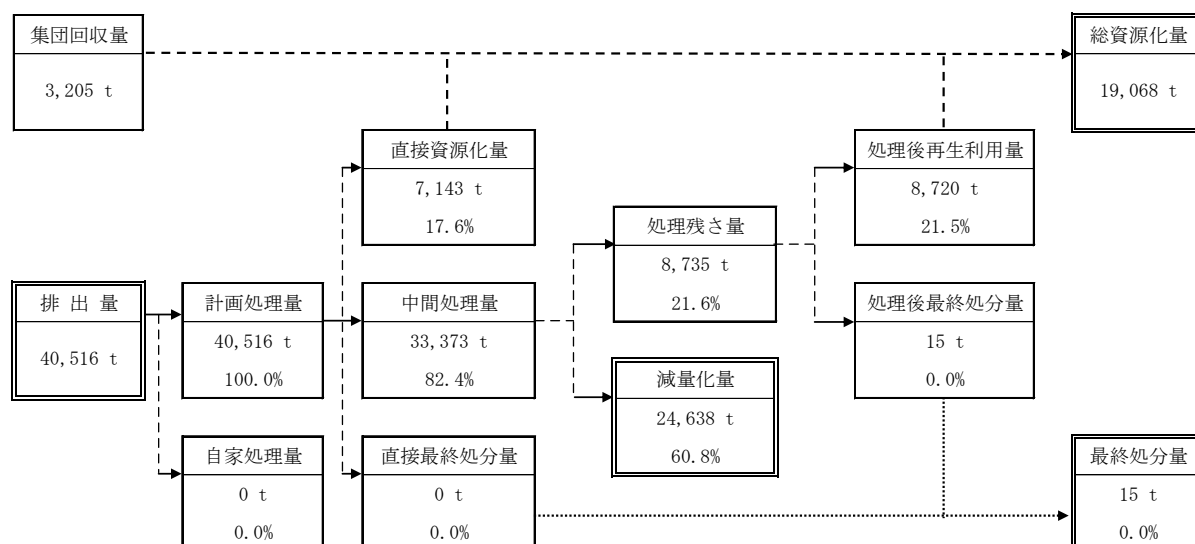 集団回収量
3,205 t
総資源化量
19,068 t
直接資源化量
7,143 t
17.6%
処理後再生利用量
8,720 t
21.5%
処理残さ量
8,735 t
21.6%
排 出 量
40,516 t
計画処理量
40,516 t
100.0%
中間処理量
33,373 t
82.4%
処理後最終処分量
15 t
0.0%
減量化量
24,638 t
60.8%
自家処理量
0 t
0.0%
直接最終処分量
0 t
0.0%
最終処分量
15 t
0.0%